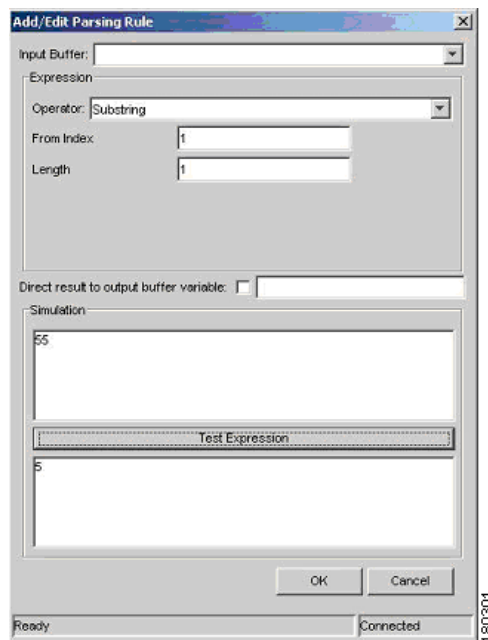 Add/Edit Parsing Rule
Input Buffer:
Expression
Operator: Substring
From Index 1
Length 1
Direct result to output buffer variable:
Simulation
55
Test Expression
5
OK Cancel
Ready Connected
180304